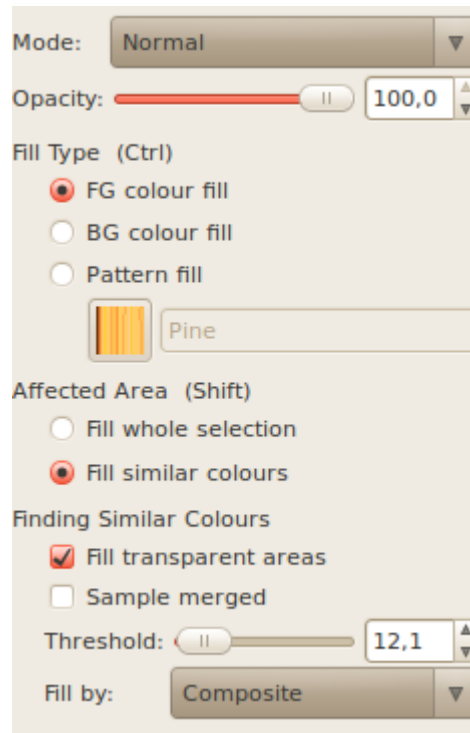 Mode: Normal
Opacity: 100,0
Fill Type (Ctrl)
FG colour fill
BG colour fill
Pattern fill
Pine
Affected Area (Shift)
Fill whole selection
Fill similar colours
Finding Similar Colours
Fill transparent areas
Sample merged
Threshold: 12,1
Fill by: Composite